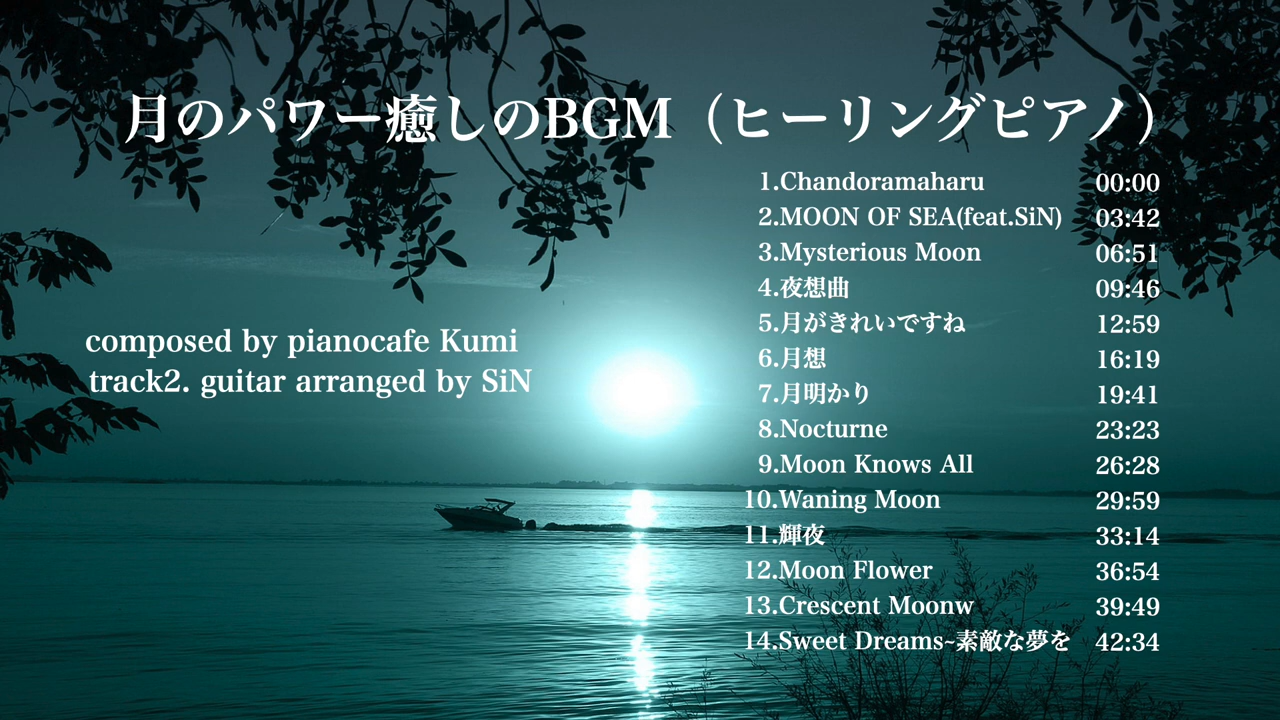 月のパワー癒しのBGM（ヒーリングピアノ）
composed by pianocafe Kumi
track2. guitar arranged by SiN
1.Chandoramaharu 00:00
2.MOON OF SEA(feat.SiN) 03:42
3.Mysterious Moon 06:51
4.夜想曲 09:46
5.月がきれいですね 12:59
6.月想 16:19
7.月明かり 19:41
8.Nocturne 23:23
9.Moon Knows All 26:28
10.Waning Moon 29:59
11.輝夜 33:14
12.Moon Flower 36:54
13.Crescent Moonw 39:49
14.Sweet Dreams~素敵な夢を 42:34